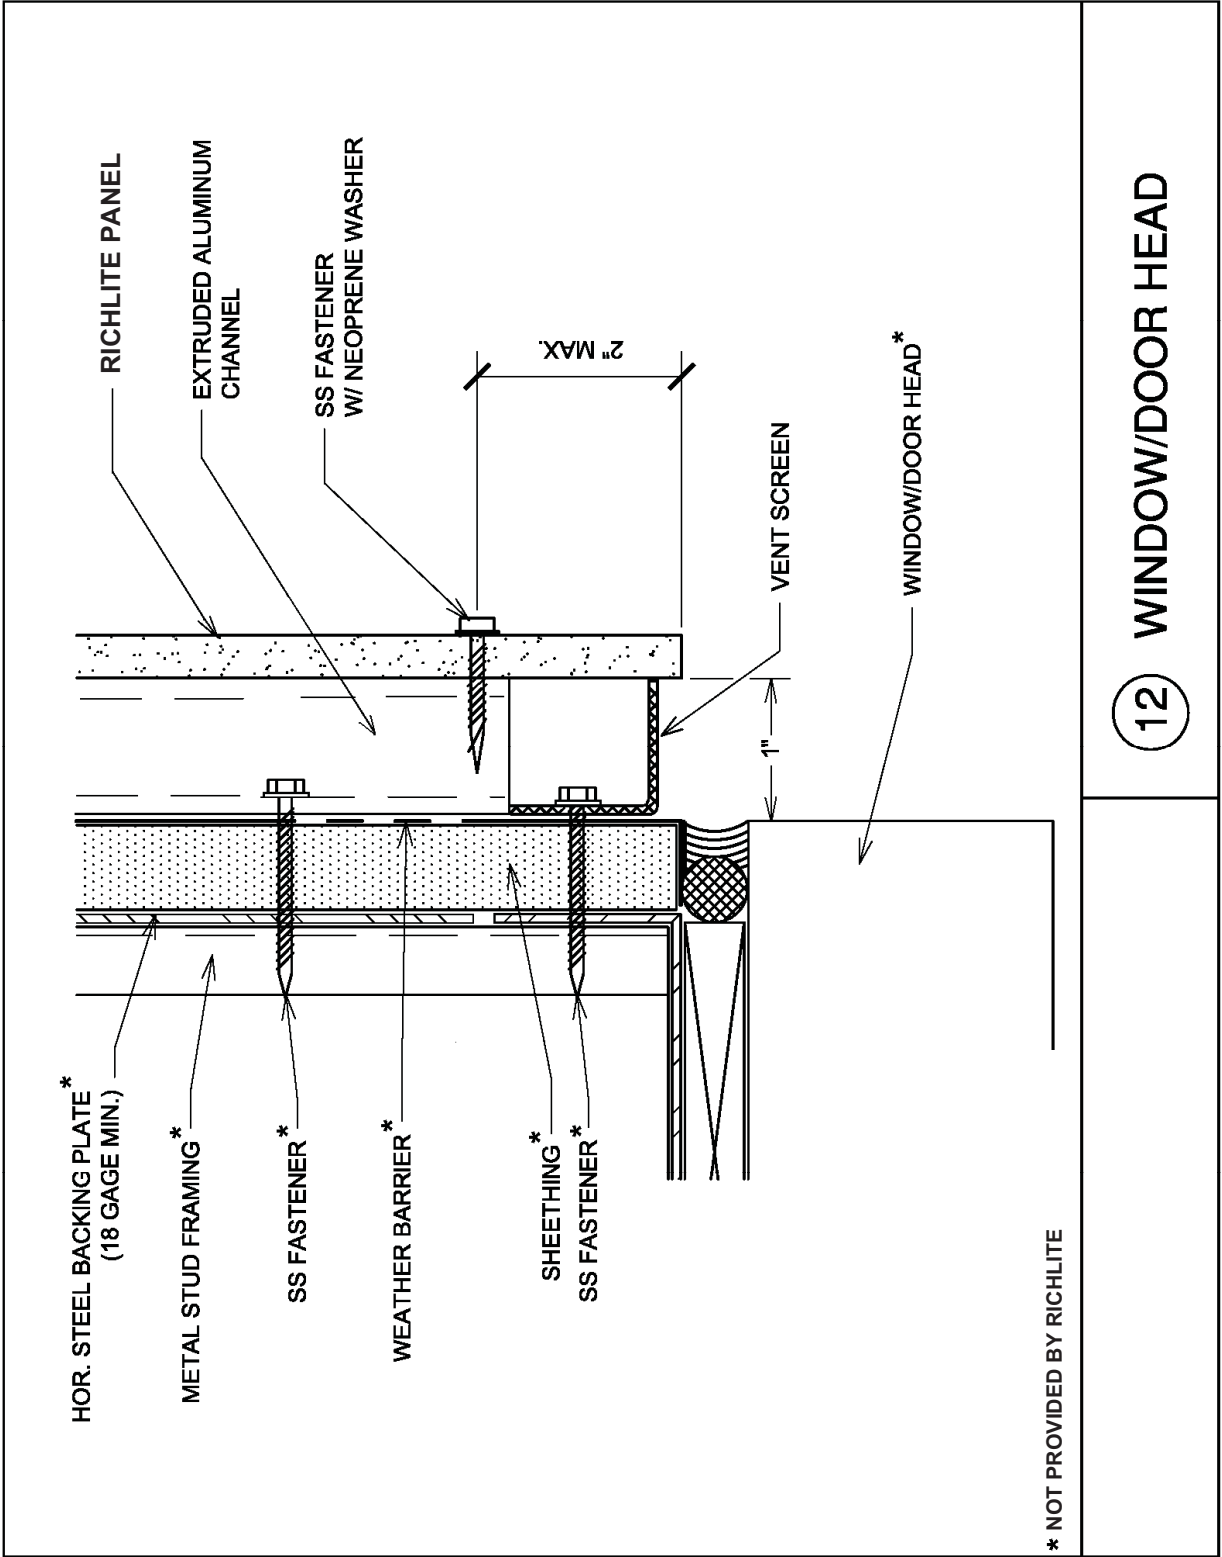 HOR. STEEL BACKING PLATE*
(18 GAGE MIN.)
METAL STUD FRAMING*
SS FASTENER*
WEATHER BARRIER*
SHEETHING*
SS FASTENER*
RICHLITE PANEL
EXTRUDED ALUMINUM
CHANNEL
SS FASTENER
W/ NEOPRENE WASHER
2" MAX.
VENT SCREEN
1"
WINDOW/DOOR HEAD*
* NOT PROVIDED BY RICHLITE
12 WINDOW/DOOR HEAD